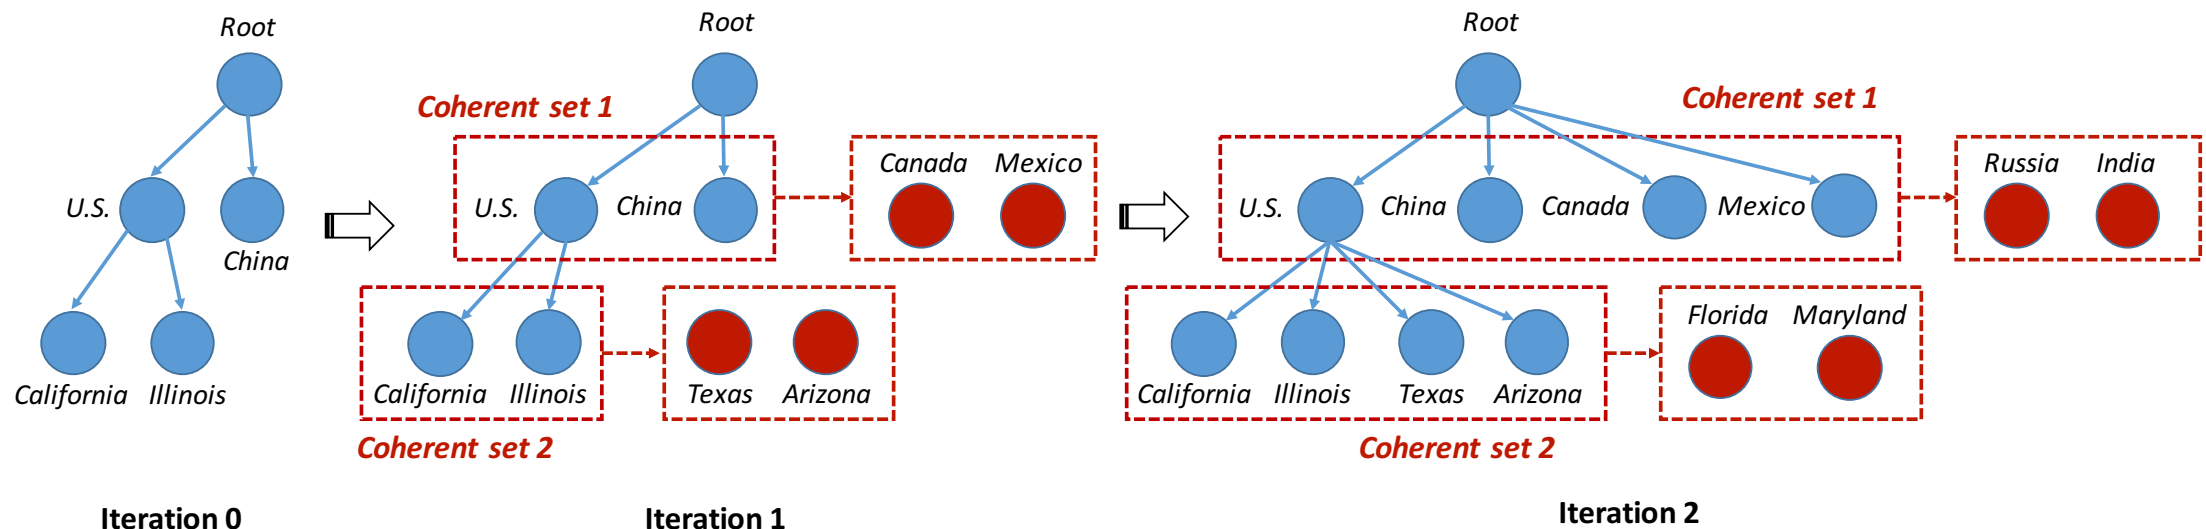 Root
U.S.
China
California
Illinois
Iteration 0
Root
Coherent set 1
U.S.
China
Canada
Mexico
California
Illinois
Texas
Arizona
Coherent set 2
Iteration 1
Root
Coherent set 1
U.S.
China
Canada
Mexico
Russia
India
California
Illinois
Texas
Arizona
Florida
Maryland
Coherent set 2
Iteration 2